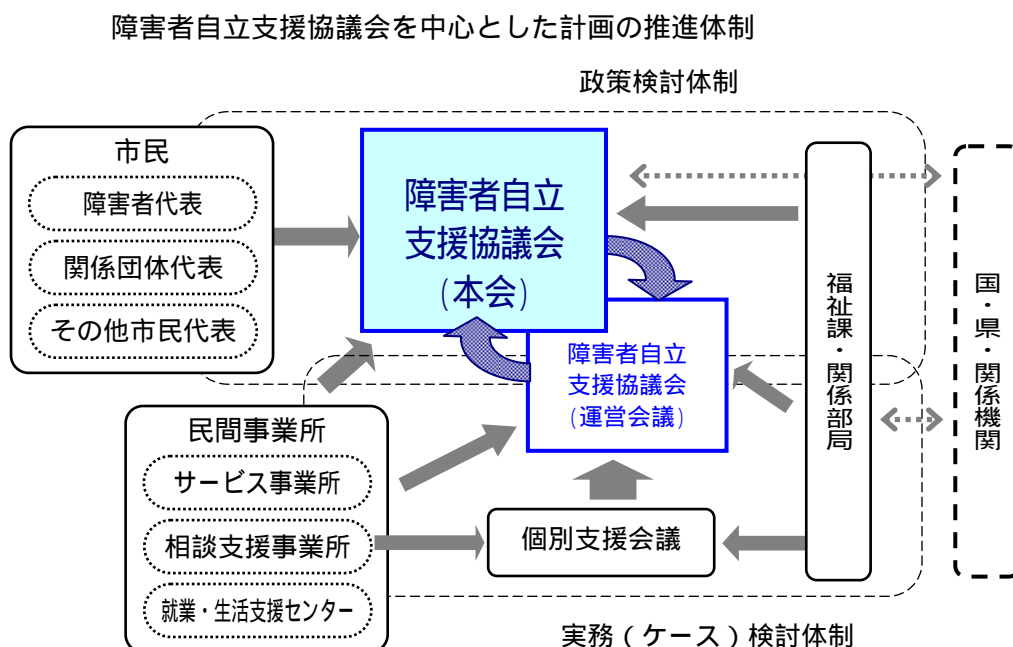 障害者自立支援協議会を中心とした計画の推進体制
政策検討体制
市民
障害者代表
関係団体代表
その他市民代表
障害者自立
支援協議会
(本会)
障害者自立
支援協議会
(運営会議)
福祉課・関係部局
国・県・関係機関
民間事業所
サービス事業所
相談支援事業所
就業・生活支援センター
個別支援会議
実務(ケース)検討体制